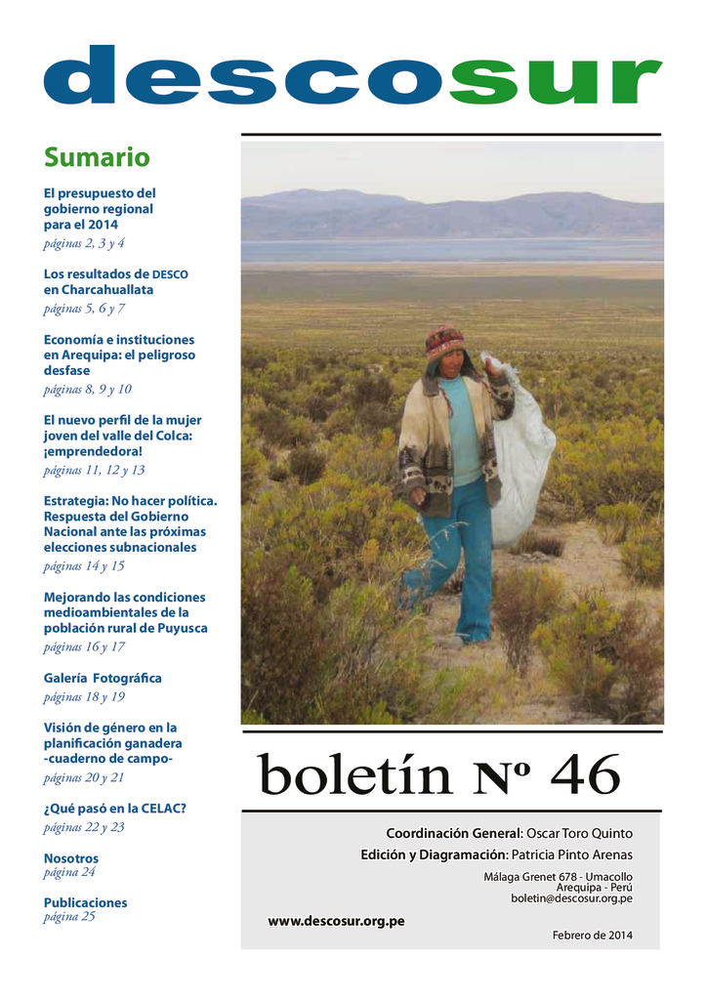 descosur
Sumario
El presupuesto del
gobierno regional
para el 2014
páginas 2, 3 y 4
Los resultados de DESCO
en Charcahuallata
páginas 5, 6 y 7
Economía e instituciones
en Arequipa: el peligroso
desfase
páginas 8, 9 y 10
El nuevo perfil de la mujer
joven del valle del Colca:
¡emprendedora!
páginas 11, 12 y 13
Estrategia: No hacer política.
Respuesta del Gobierno
Nacional ante las próximas
elecciones subnacionales
páginas 14 y 15
Mejorando las condiciones
medioambientales de la
población rural de Puyusca
páginas 16 y 17
Galería Fotográfica
páginas 18 y 19
Visión de género en la
planificación ganadera
-cuaderno de campo-
páginas 20 y 21
¿Qué pasó en la CELAC?
páginas 22 y 23
Nosotros
página 24
Publicaciones
página 25
boletín Nº 46
Coordinación General: Oscar Toro Quinto
Edición y Diagramación: Patricia Pinto Arenas
Málaga Grenet 678 - Umacollo
Arequipa - Perú
boletin@descosur.org.pe
www.descosur.org.pe
Febrero de 2014